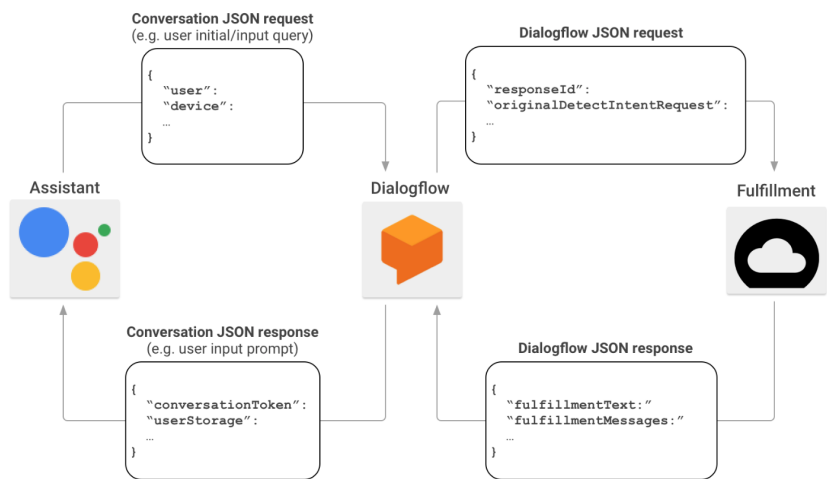 Conversation JSON request
(e.g. user initial/input query)
{
“user”:
“device”:
…
}
Dialogflow JSON request
{
“responseId”:
“originalDetectIntentRequest”:
…
}
Assistant
Dialogflow
Fulfillment
Conversation JSON response
(e.g. user input prompt)
{
“conversationToken”:
“userStorage”:
…
}
Dialogflow JSON response
{
“fulfillmentText:”
“fulfillmentMessages:”
…
}